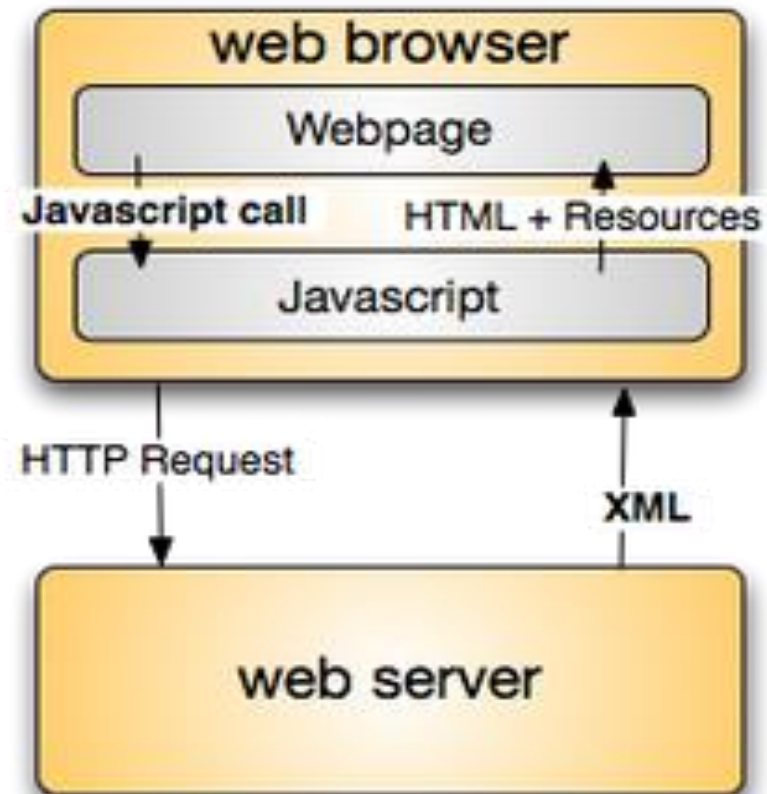 web browser
Webpage
Javascript call
HTML + Resources
Javascript
HTTP Request
XML
web server